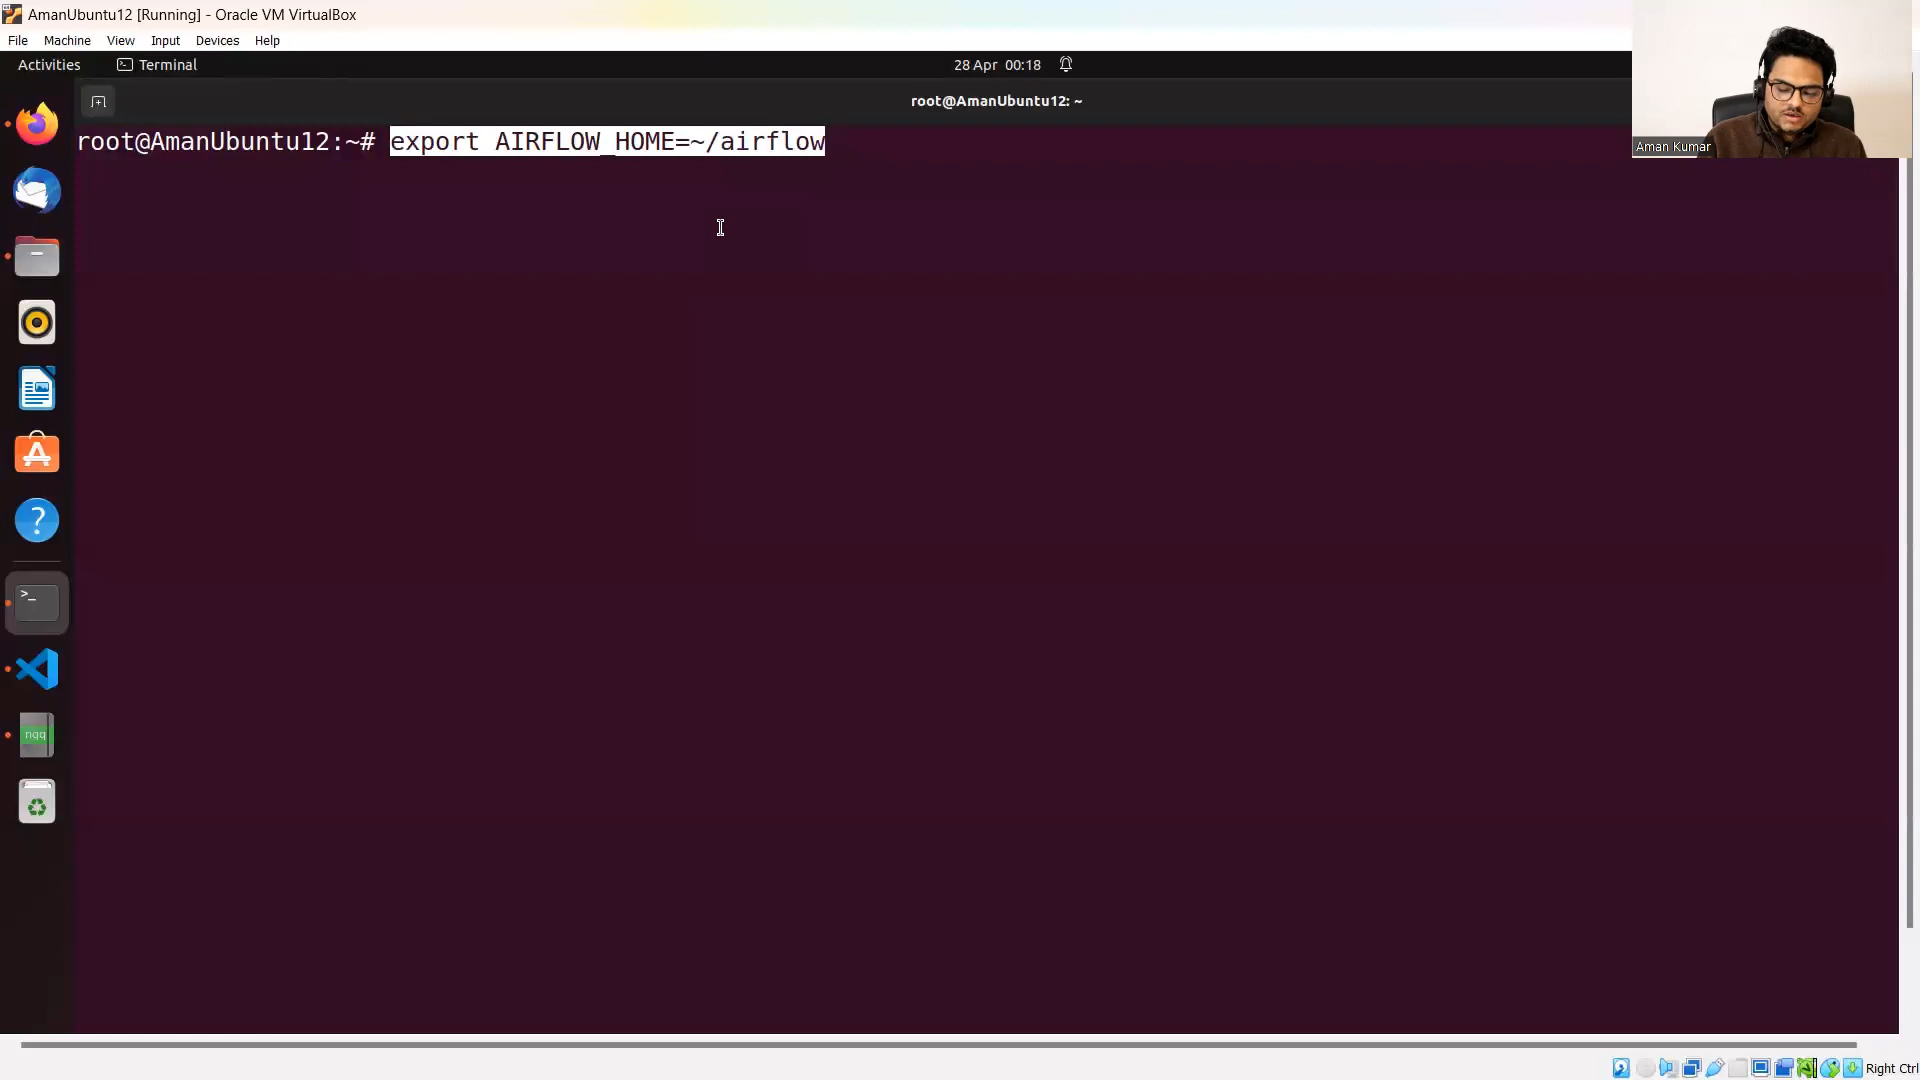 AmanUbuntu12 [Running] - Oracle VM VirtualBox
File Machine View Input Devices Help
Activities Terminal 28 Apr 00:18
root@AmanUbuntu12: ~
root@AmanUbuntu12:~# export AIRFLOW_HOME=~/airflow
Aman Kumar
nqq
Right Ctrl